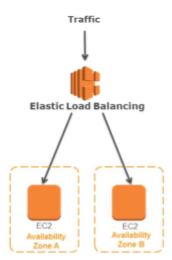 Traffic
Elastic Load Balancing
EC2
Availability
Zone A
EC2
Availability
Zone B